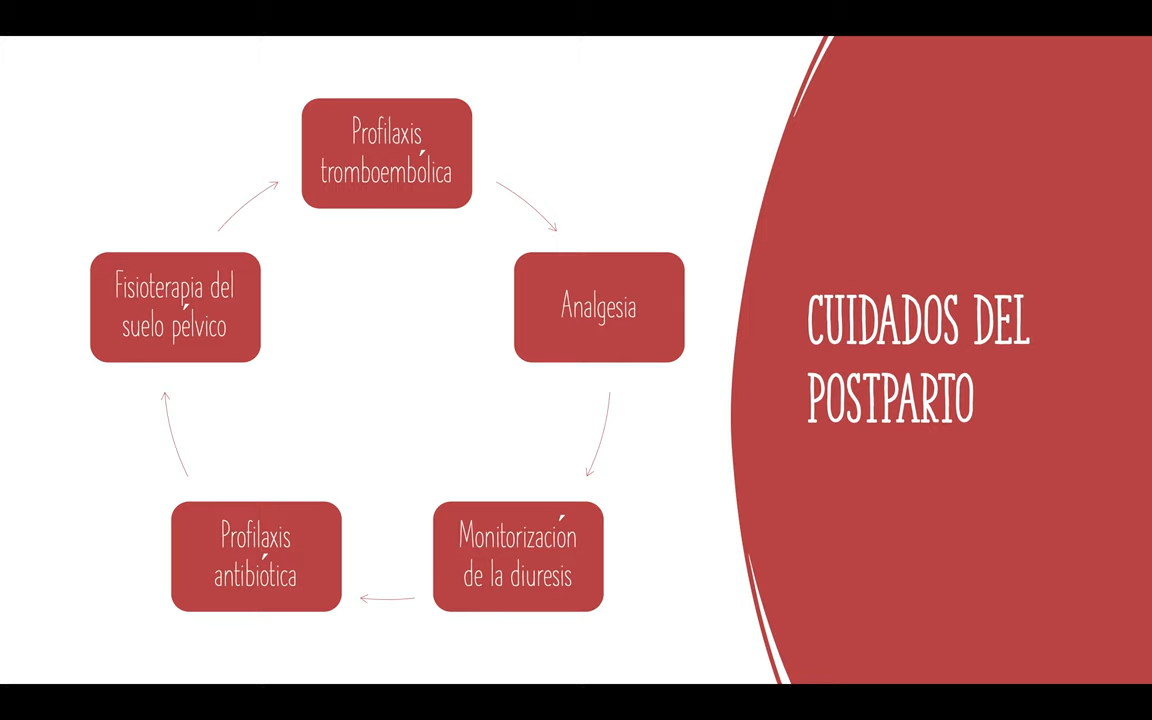 Profilaxis
tromboembólica
Analgesia
Monitorización
de la diuresis
Profilaxis
antibiótica
Fisioterapia del
suelo pélvico
CUIDADOS DEL
POSTPARTO